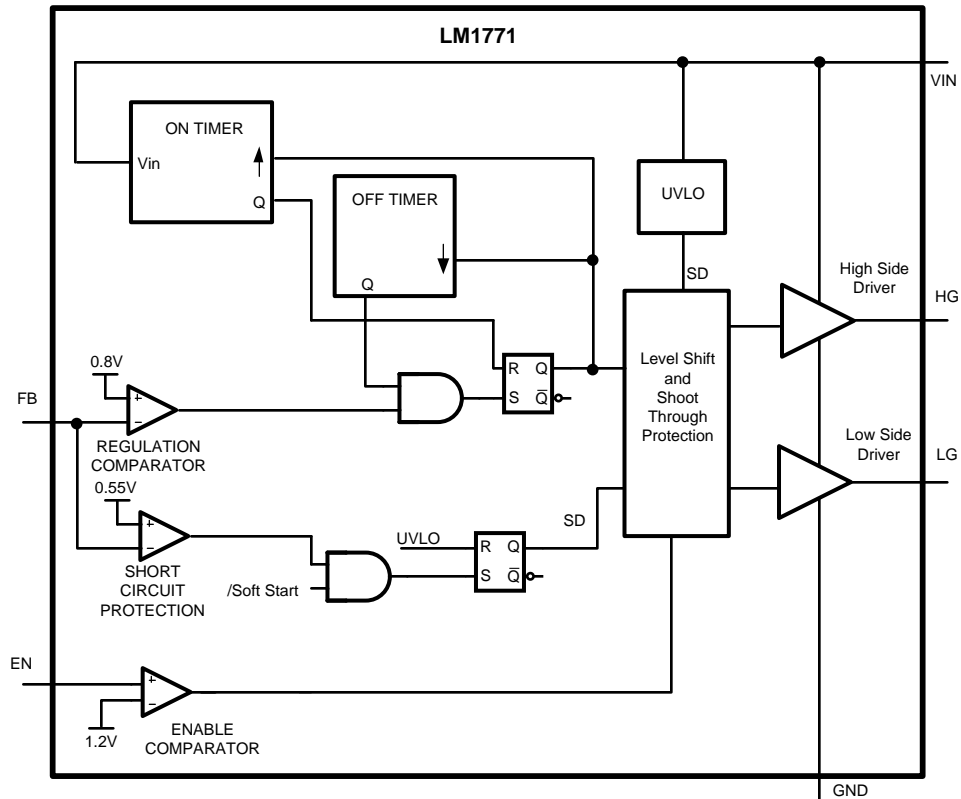 LM1771
VIN
ON TIMER
Vin
Q
OFF TIMER
Q
UVLO
SD
High Side
Driver
HG
Level Shift
and
Shoot
Through
Protection
0.8V
+
−
FB
REGULATION
COMPARATOR
R Q
S Q̅
Low Side
Driver
LG
0.55V
+
−
SHORT
CIRCUIT
PROTECTION
/Soft Start
UVLO
R Q
S Q̅
SD
EN
+
−
1.2V
ENABLE
COMPARATOR
GND